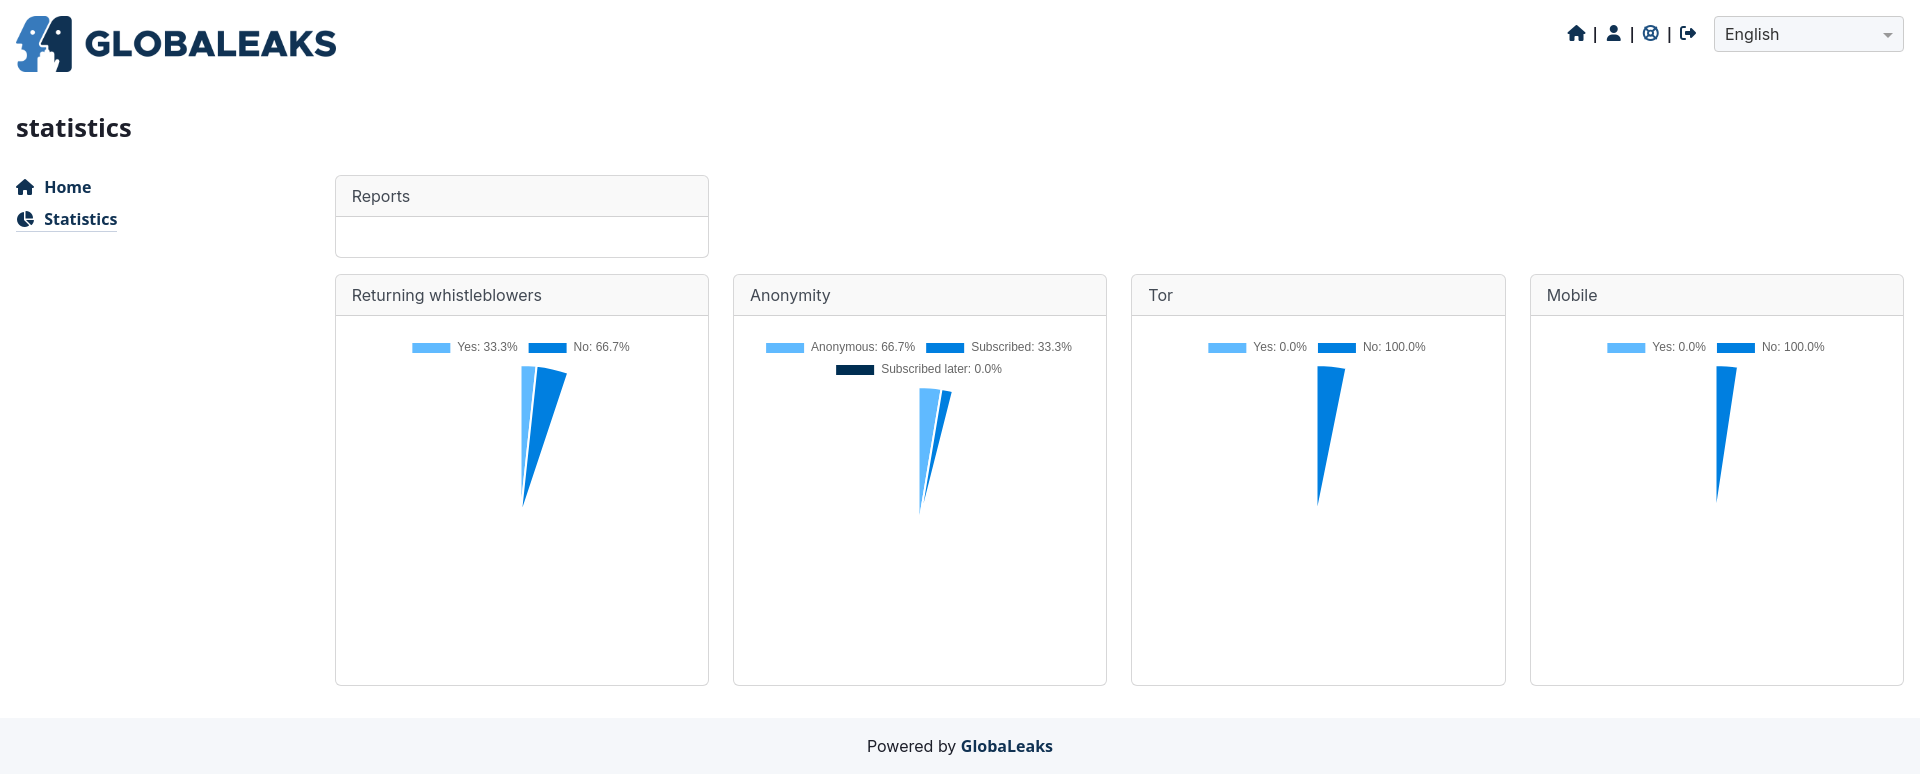 GLOBALEAKS
| | |
English
statistics
Home
Statistics
Reports
Returning whistleblowers
Yes: 33.3% No: 66.7%
Anonymity
Anonymous: 66.7% Subscribed: 33.3%
Subscribed later: 0.0%
Tor
Yes: 0.0% No: 100.0%
Mobile
Yes: 0.0% No: 100.0%
Powered by GlobaLeaks